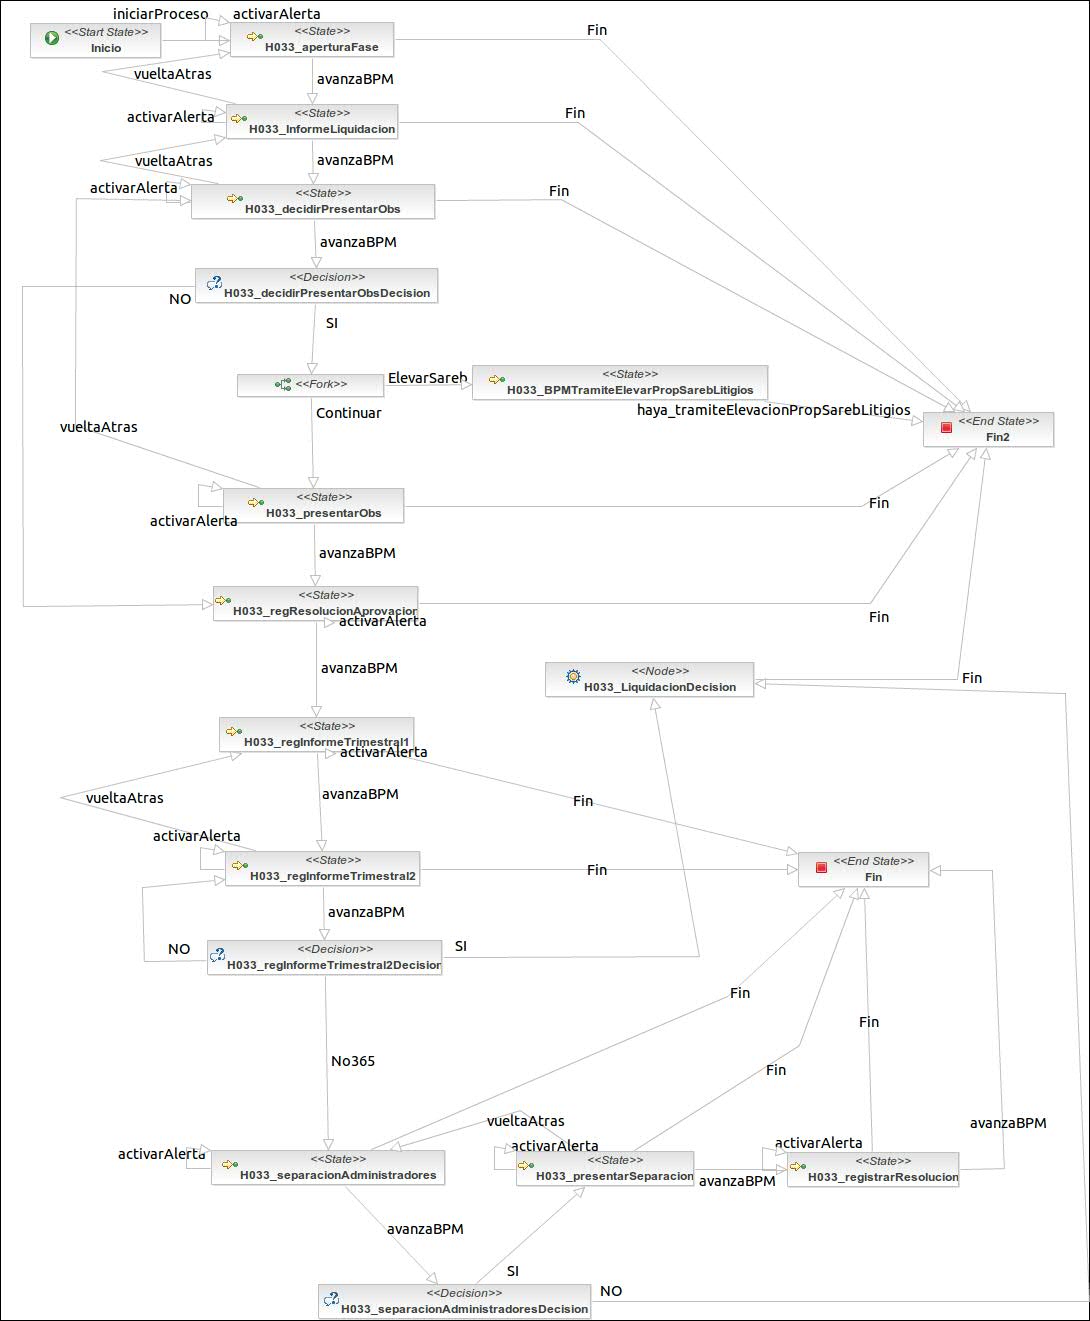 iniciarProceso
activarAlerta
<<Start State>>
Inicio
<<State>>
H033_aperturaFase
Fin
vueltaAtras
avanzaBPM
activarAlerta
<<State>>
H033_InformeLiquidacion
Fin
vueltaAtras
avanzaBPM
activarAlerta
<<State>>
H033_decidirPresentarObs
Fin
avanzaBPM
<<Decision>>
H033_decidirPresentarObsDecision
NO
SI
<<Fork>>
ElevarSareb
<<State>>
H033_BPMTramiteElevarPropSarebLitigios
haya_tramiteElevacionPropSarebLitigios
<<End State>>
Fin2
Continuar
vueltaAtras
<<State>>
H033_presentarObs
activarAlerta
Fin
avanzaBPM
<<State>>
H033_regResolucionAprovacion
activarAlerta
Fin
avanzaBPM
<<Node>>
H033_LiquidacionDecision
Fin
<<State>>
H033_regInformeTrimestral1
activarAlerta
vueltaAtras
avanzaBPM
Fin
activarAlerta
<<State>>
H033_regInformeTrimestral2
Fin
<<End State>>
Fin
avanzaBPM
NO
<<Decision>>
H033_regInformeTrimestral2Decision
SI
Fin
Fin
No365
Fin
vueltaAtras
avanzaBPM
activarAlerta
<<State>>
H033_separacionAdministradores
activarAlerta
<<State>>
H033_presentarSeparacion
avanzaBPM
activarAlerta
<<State>>
H033_registrarResolucion
avanzaBPM
SI
<<Decision>>
H033_separacionAdministradoresDecision
NO